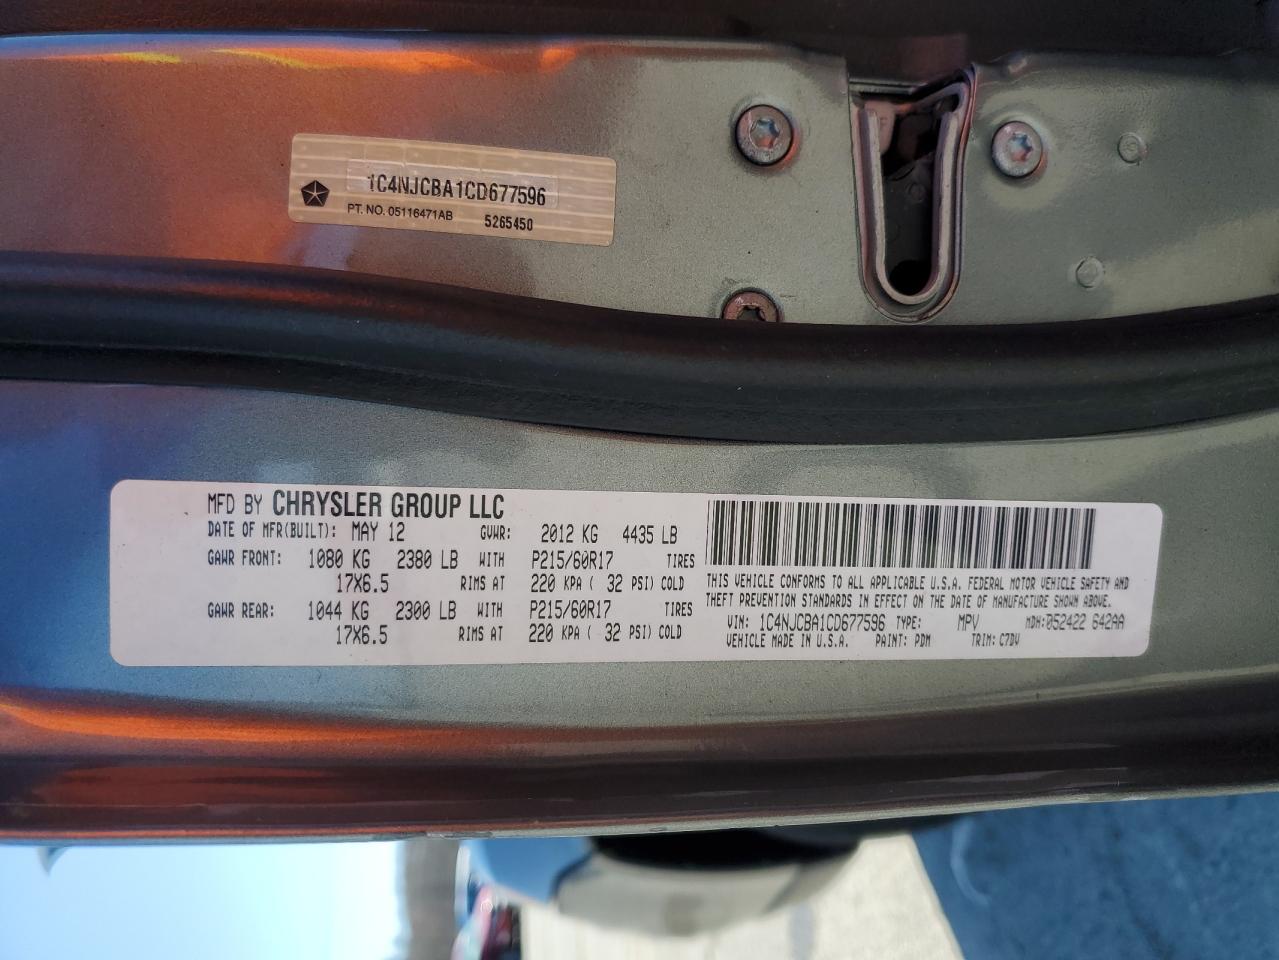 1C4NJCBA1CD677596
PT. NO. 05116471AB 5265450
MFD BY CHRYSLER GROUP LLC
DATE OF MFR(BUILT): MAY 12 GVWR: 2012 KG 4435 LB
GAWR FRONT: 1080 KG 2380 LB WITH P215/60R17 TIRES
17X6.5 RIMS AT 220 KPA ( 32 PSI) COLD
GAWR REAR: 1044 KG 2300 LB WITH P215/60R17 TIRES
17X6.5 RIMS AT 220 KPA ( 32 PSI) COLD
THIS VEHICLE CONFORMS TO ALL APPLICABLE U.S.A. FEDERAL MOTOR VEHICLE SAFETY AND
THEFT PREVENTION STANDARDS IN EFFECT ON THE DATE OF MANUFACTURE SHOWN ABOVE.
VIN: 1C4NJCBA1CD677596 TYPE: MPV MDH: 052422 642AA
VEHICLE MADE IN U.S.A. PAINT: PDM TRIM: C7DV